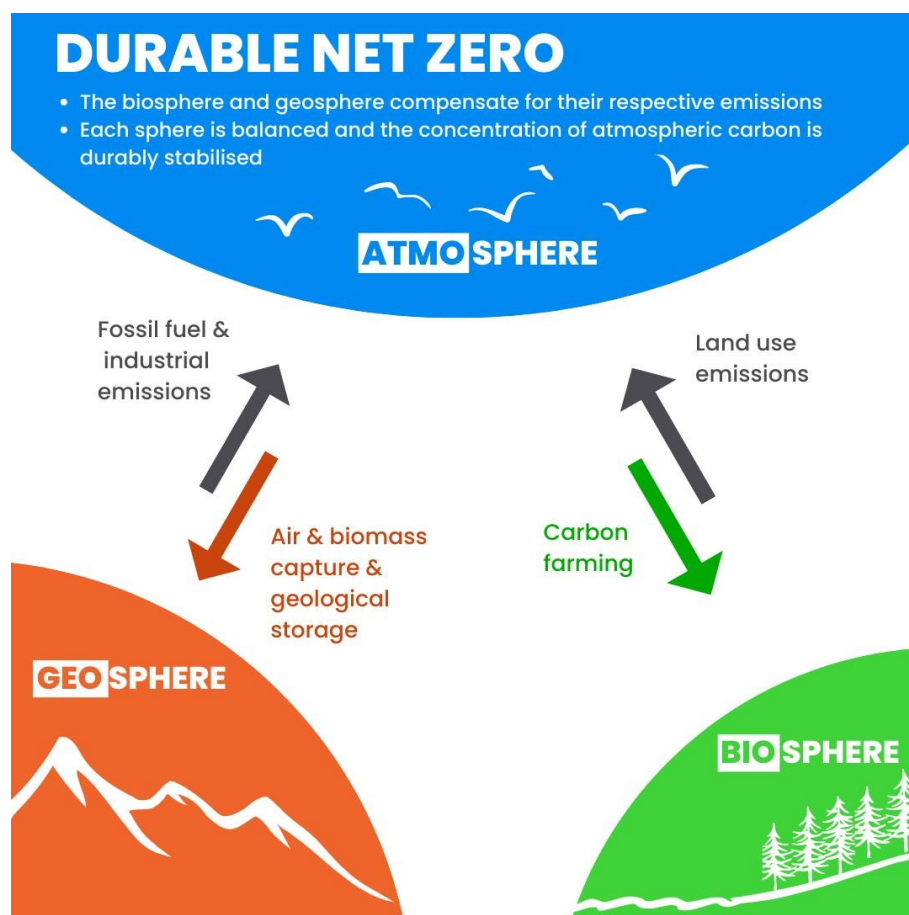 DURABLE NET ZERO
• The biosphere and geosphere compensate for their respective emissions
• Each sphere is balanced and the concentration of atmospheric carbon is
durably stabilised
ATMOSPHERE
Fossil fuel &
industrial
emissions
Land use
emissions
Air & biomass
capture &
geological
storage
Carbon
farming
GEOSPHERE
BIOSPHERE